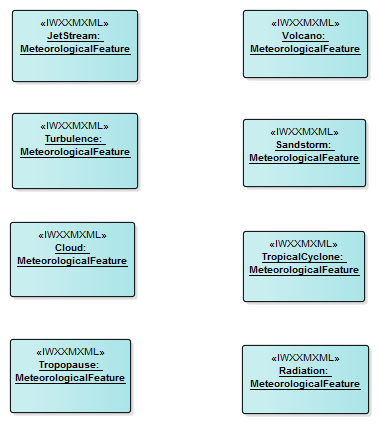 «IWXXMXML»
JetStream:
MeteorologicalFeature
«IWXXMXML»
Volcano:
MeteorologicalFeature
«IWXXMXML»
Turbulence:
MeteorologicalFeature
«IWXXMXML»
Sandstorm:
MeteorologicalFeature
«IWXXMXML»
Cloud:
MeteorologicalFeature
«IWXXMXML»
TropicalCyclone:
MeteorologicalFeature
«IWXXMXML»
Tropopause:
MeteorologicalFeature
«IWXXMXML»
Radiation:
MeteorologicalFeature